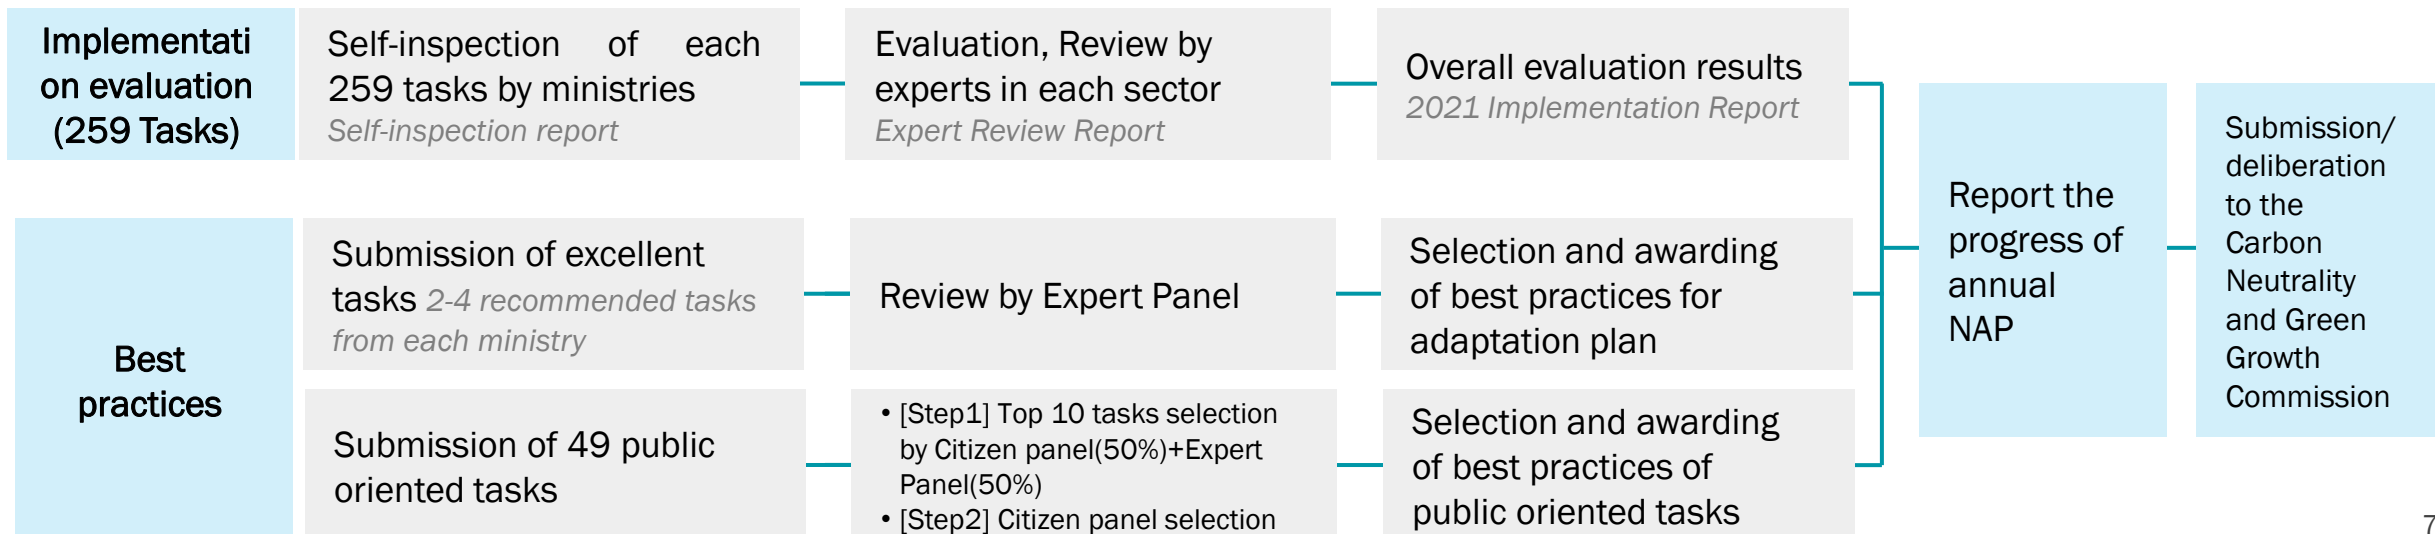 Implementati
on evaluation
(259 Tasks)
Self-inspection of each
259 tasks by ministries
Self-inspection report
Evaluation, Review by
experts in each sector
Expert Review Report
Overall evaluation results
2021 Implementation Report
Best
practices
Submission of excellent
tasks 2-4 recommended tasks
from each ministry
Review by Expert Panel
Selection and awarding
of best practices for
adaptation plan
Submission of 49 public
oriented tasks
• [Step1] Top 10 tasks selection
by Citizen panel(50%)+Expert
Panel(50%)
• [Step2] Citizen panel selection
Selection and awarding
of best practices of
public oriented tasks
Report the
progress of
annual
NAP
Submission/
deliberation
to the
Carbon
Neutrality
and Green
Growth
Commission
7